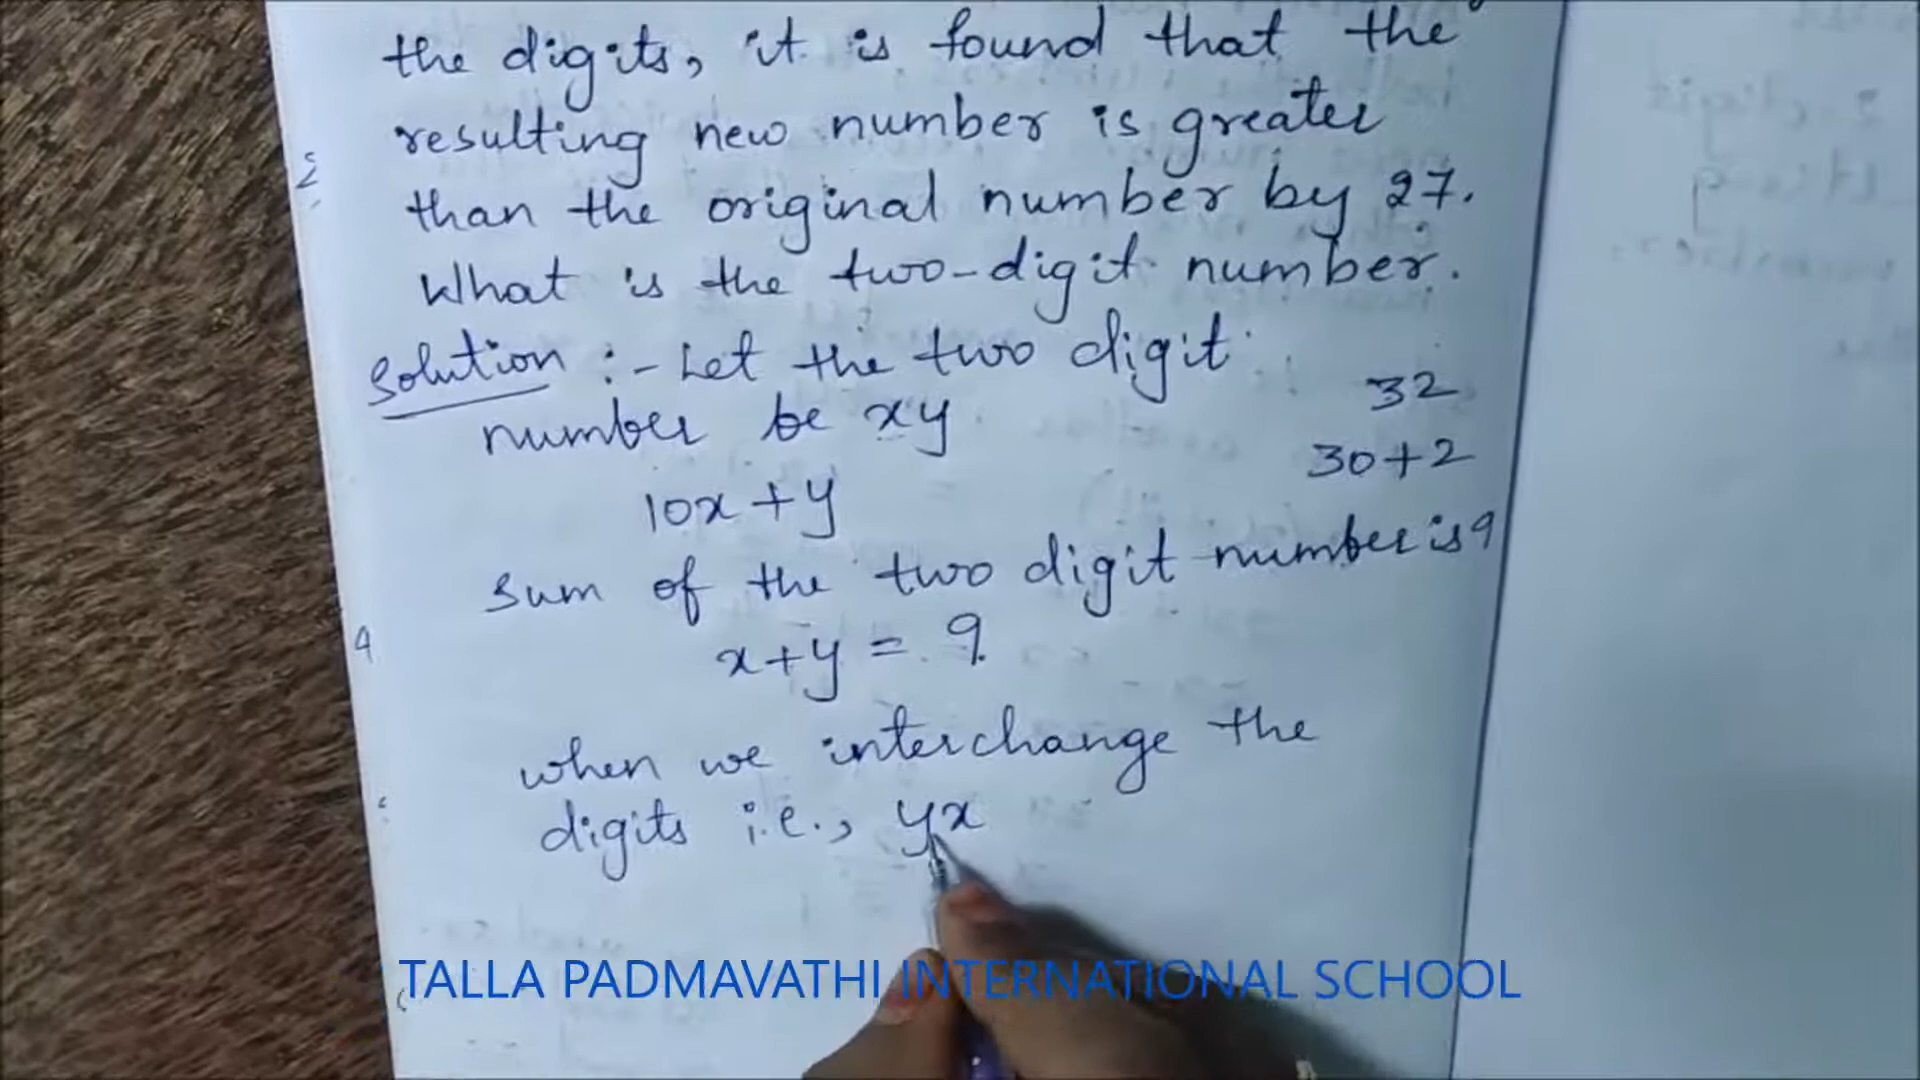 the digits, it is found that the
resulting new number is greater
than the original number by 27.
What is the two-digit number.
Solution :- Let the two digit
number be xy
32
10x + y
30+2
Sum of the two digit number is 9
x+y = 9.
when we interchange the
digits i.e., yx
TALLA PADMAVATHI INTERNATIONAL SCHOOL